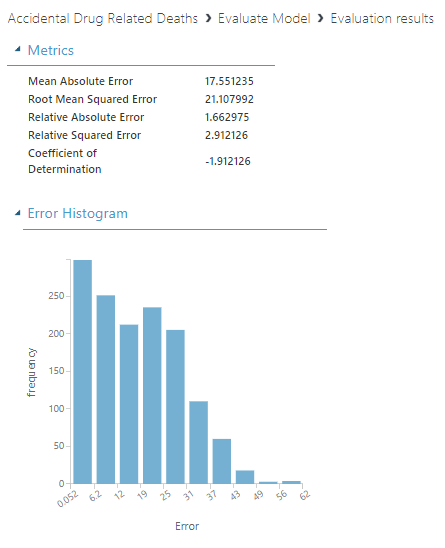 Accidental Drug Related Deaths › Evaluate Model › Evaluation results
Metrics
Mean Absolute Error 17.551235
Root Mean Squared Error 21.107992
Relative Absolute Error 1.662975
Relative Squared Error 2.912126
Coefficient of
Determination -1.912126
Error Histogram
250
200
150
100
50
0
frequency
0.052 6.2 12 19 25 31 37 43 49 56 62
Error